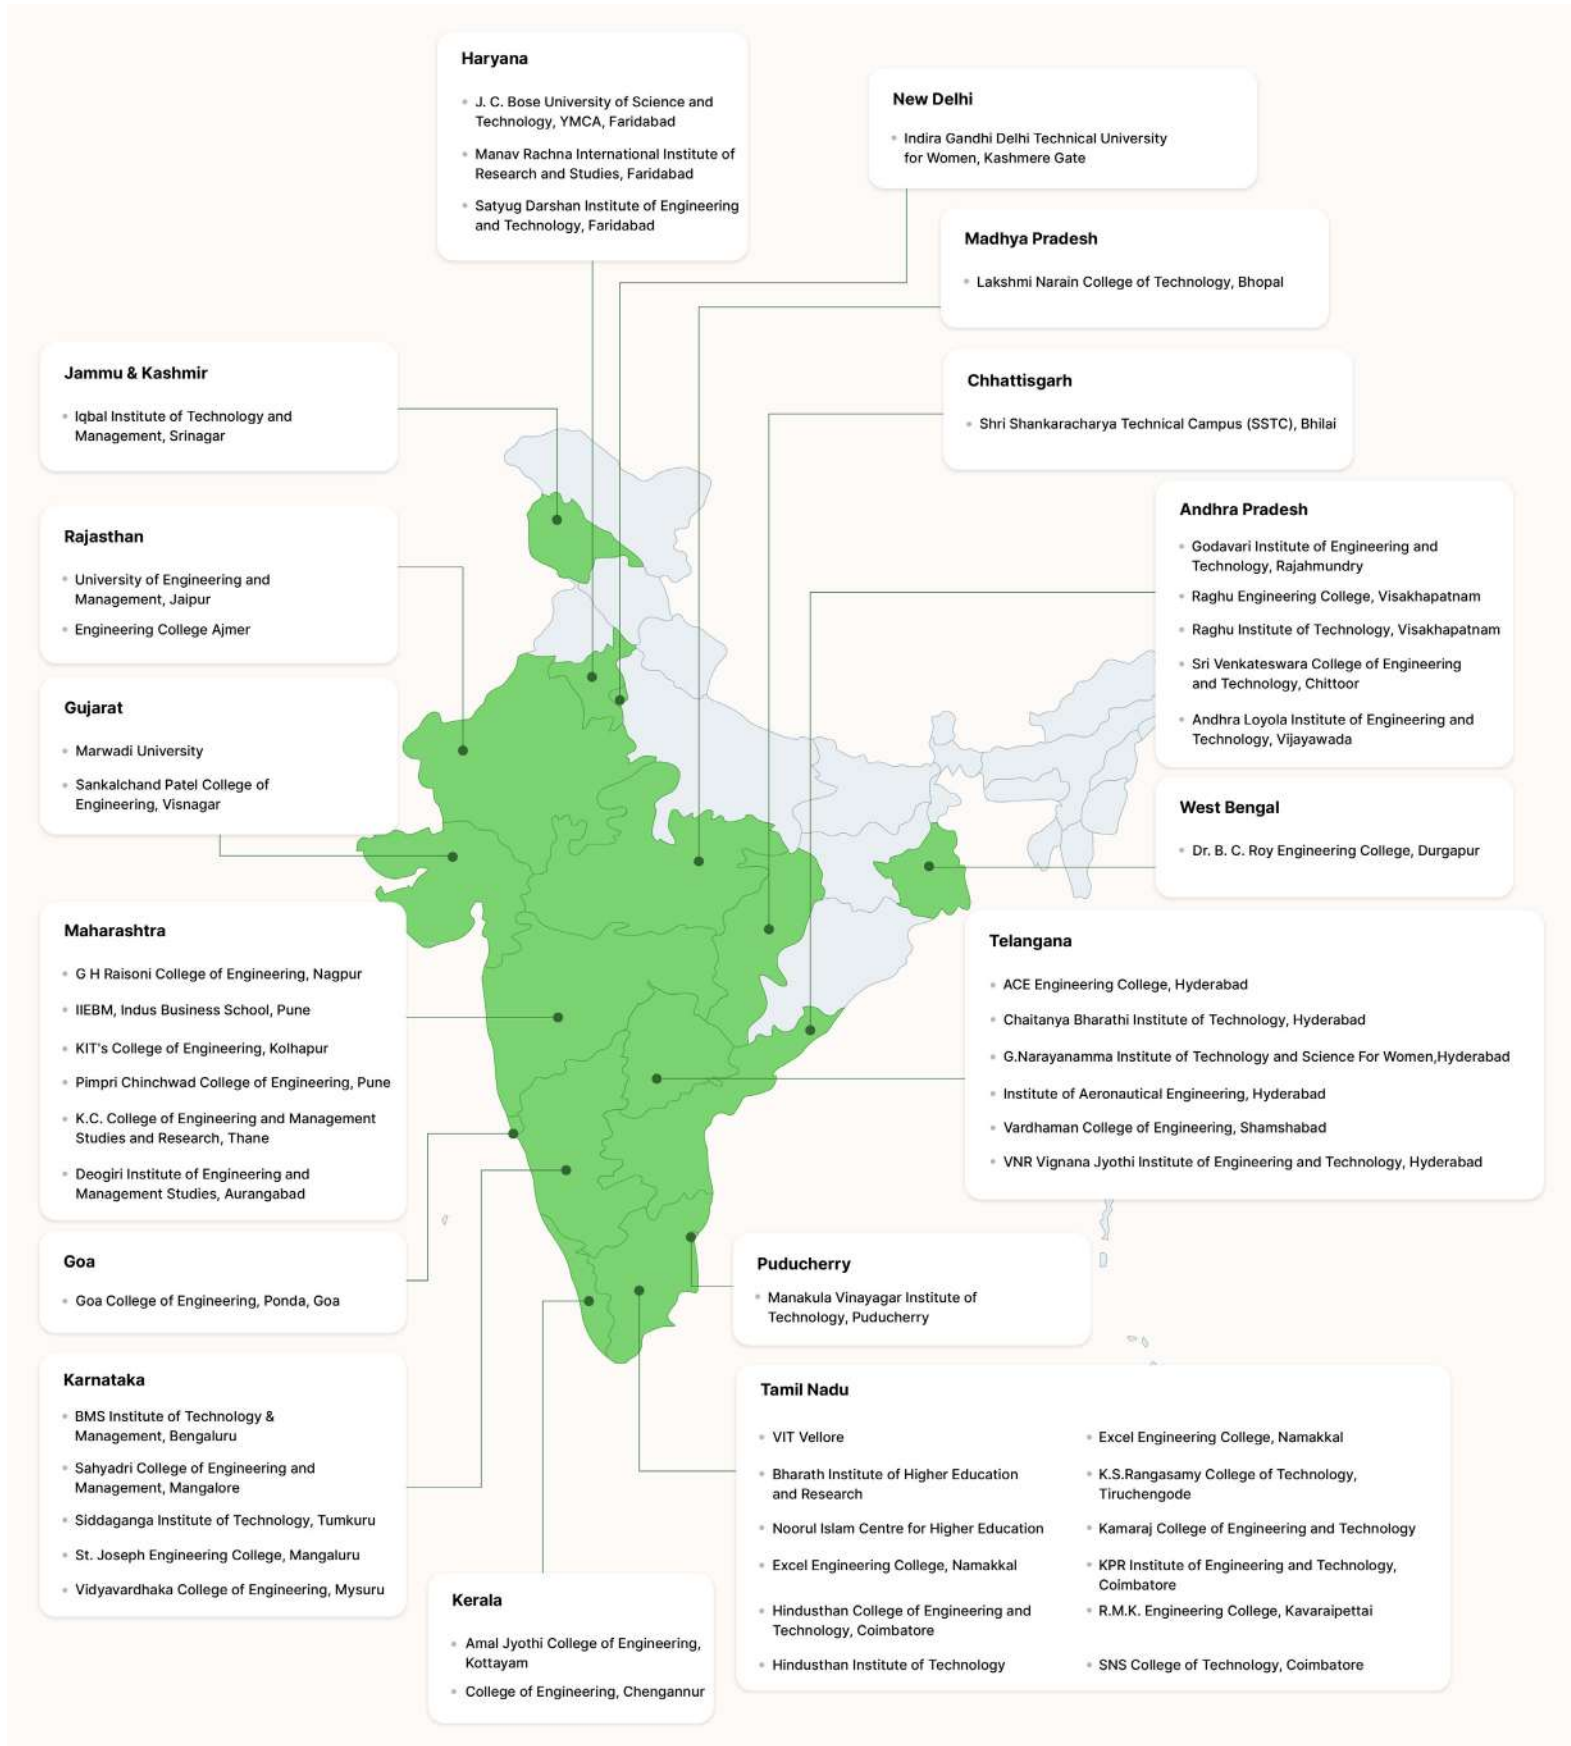 Haryana
J. C. Bose University of Science and
Technology, YMCA, Faridabad
Manav Rachna International Institute of
Research and Studies, Faridabad
Satyug Darshan Institute of Engineering
and Technology, Faridabad
New Delhi
Indira Gandhi Delhi Technical University
for Women, Kashmere Gate
Madhya Pradesh
Lakshmi Narain College of Technology, Bhopal
Jammu & Kashmir
Iqbal Institute of Technology and
Management, Srinagar
Chhattisgarh
Shri Shankaracharya Technical Campus (SSTC), Bhilai
Rajasthan
University of Engineering and
Management, Jaipur
Engineering College Ajmer
Andhra Pradesh
Godavari Institute of Engineering and
Technology, Rajahmundry
Raghu Engineering College, Visakhapatnam
Raghu Institute of Technology, Visakhapatnam
Sri Venkateswara College of Engineering
and Technology, Chittoor
Andhra Loyola Institute of Engineering and
Technology, Vijayawada
Gujarat
Marwadi University
Sankalchand Patel College of
Engineering, Visnagar
West Bengal
Dr. B. C. Roy Engineering College, Durgapur
Maharashtra
G H Raisoni College of Engineering, Nagpur
IIEBM, Indus Business School, Pune
KIT's College of Engineering, Kolhapur
Pimpri Chinchwad College of Engineering, Pune
K.C. College of Engineering and Management
Studies and Research, Thane
Deogiri Institute of Engineering and
Management Studies, Aurangabad
Telangana
ACE Engineering College, Hyderabad
Chaitanya Bharathi Institute of Technology, Hyderabad
G.Narayanamma Institute of Technology and Science For Women,Hyderabad
Institute of Aeronautical Engineering, Hyderabad
Vardhaman College of Engineering, Shamshabad
VNR Vignana Jyothi Institute of Engineering and Technology, Hyderabad
Goa
Goa College of Engineering, Ponda, Goa
Puducherry
Manakula Vinayagar Institute of
Technology, Puducherry
Karnataka
BMS Institute of Technology &
Management, Bengaluru
Sahyadri College of Engineering and
Management, Mangalore
Siddaganga Institute of Technology, Tumkuru
St. Joseph Engineering College, Mangaluru
Vidyavardhaka College of Engineering, Mysuru
Tamil Nadu
VIT Vellore
Bharath Institute of Higher Education
and Research
Noorul Islam Centre for Higher Education
Excel Engineering College, Namakkal
Hindusthan College of Engineering and
Technology, Coimbatore
Hindusthan Institute of Technology
Excel Engineering College, Namakkal
K.S.Rangasamy College of Technology,
Tiruchengode
Kamaraj College of Engineering and Technology
KPR Institute of Engineering and Technology,
Coimbatore
R.M.K. Engineering College, Kavaraipettai
SNS College of Technology, Coimbatore
Kerala
Amal Jyothi College of Engineering,
Kottayam
College of Engineering, Chengannur